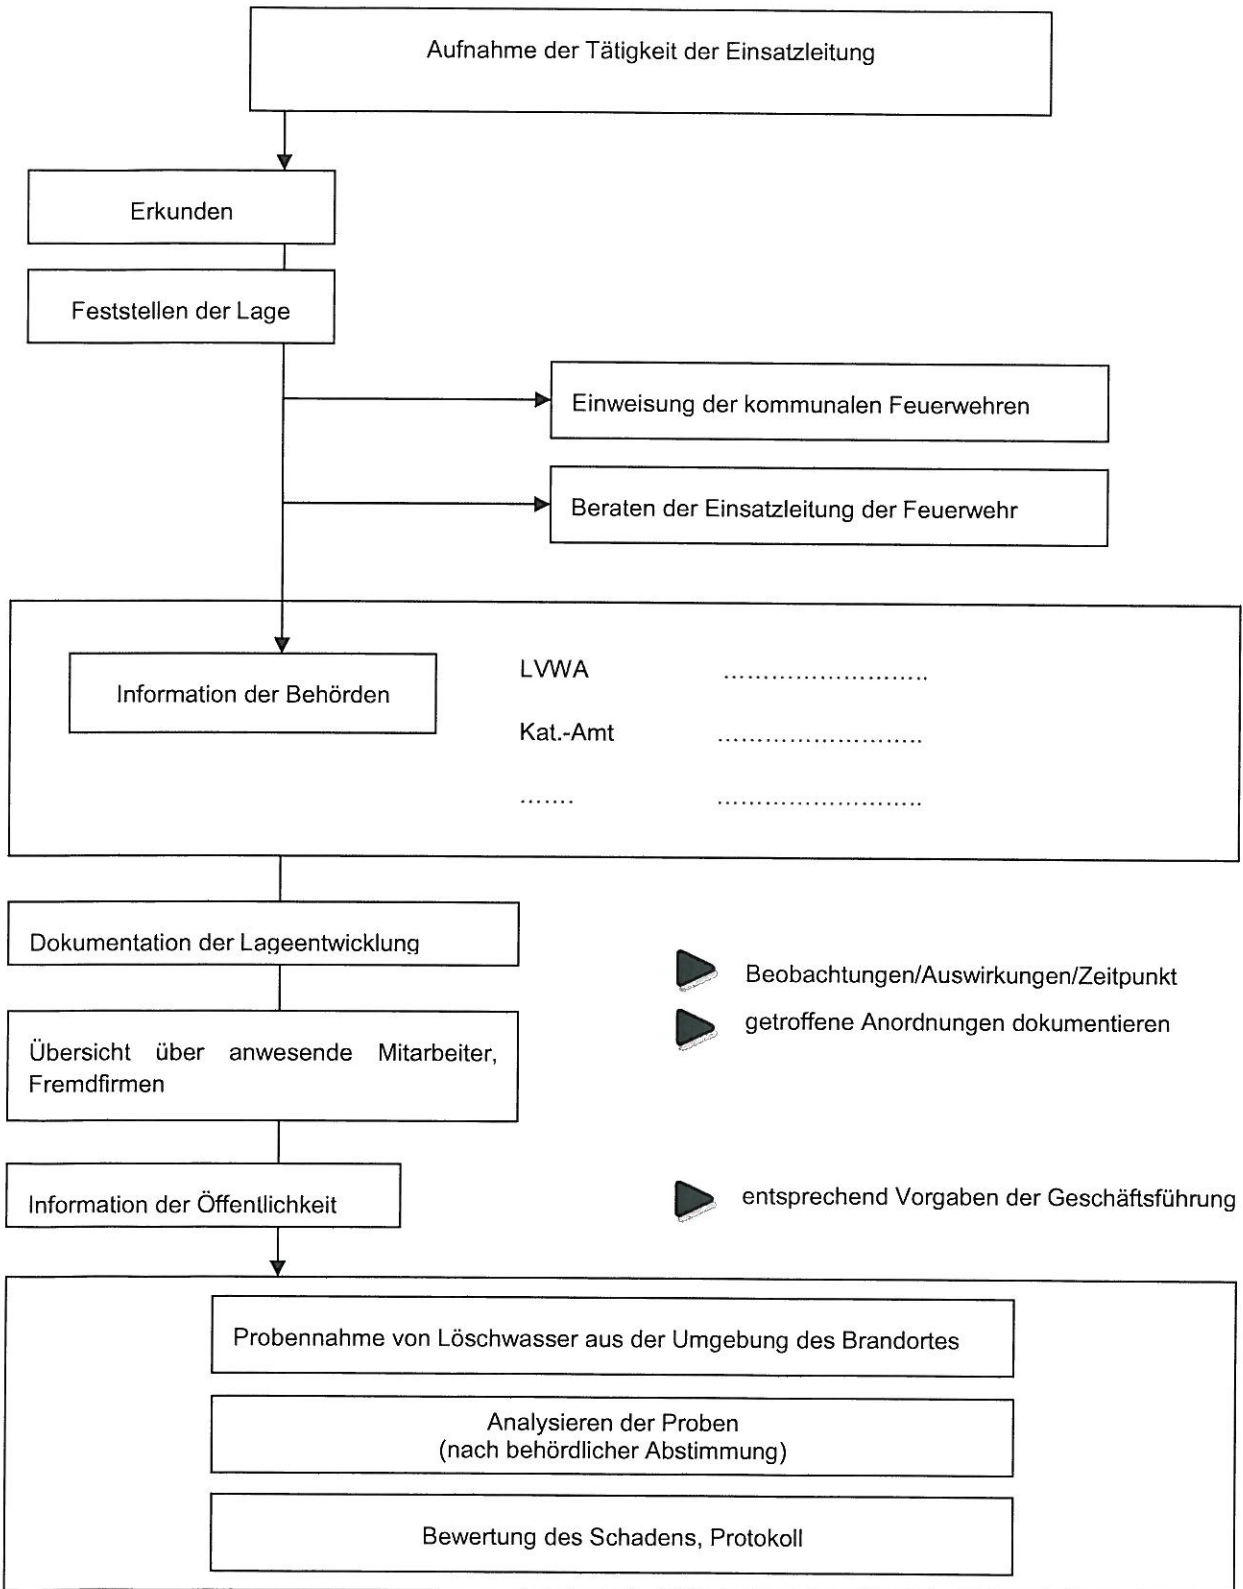 Aufnahme der Tätigkeit der Einsatzleitung
Erkunden
Feststellen der Lage
Einweisung der kommunalen Feuerwehren
Beraten der Einsatzleitung der Feuerwehr
Information der Behörden
LVWA ..........................
Kat.-Amt ..........................
....... ..........................
Dokumentation der Lageentwicklung
Beobachtungen/Auswirkungen/Zeitpunkt
getroffene Anordnungen dokumentieren
Übersicht über anwesende Mitarbeiter,
Fremdfirmen
Information der Öffentlichkeit
entsprechend Vorgaben der Geschäftsführung
Probennahme von Löschwasser aus der Umgebung des Brandortes
Analysieren der Proben
(nach behördlicher Abstimmung)
Bewertung des Schadens, Protokoll